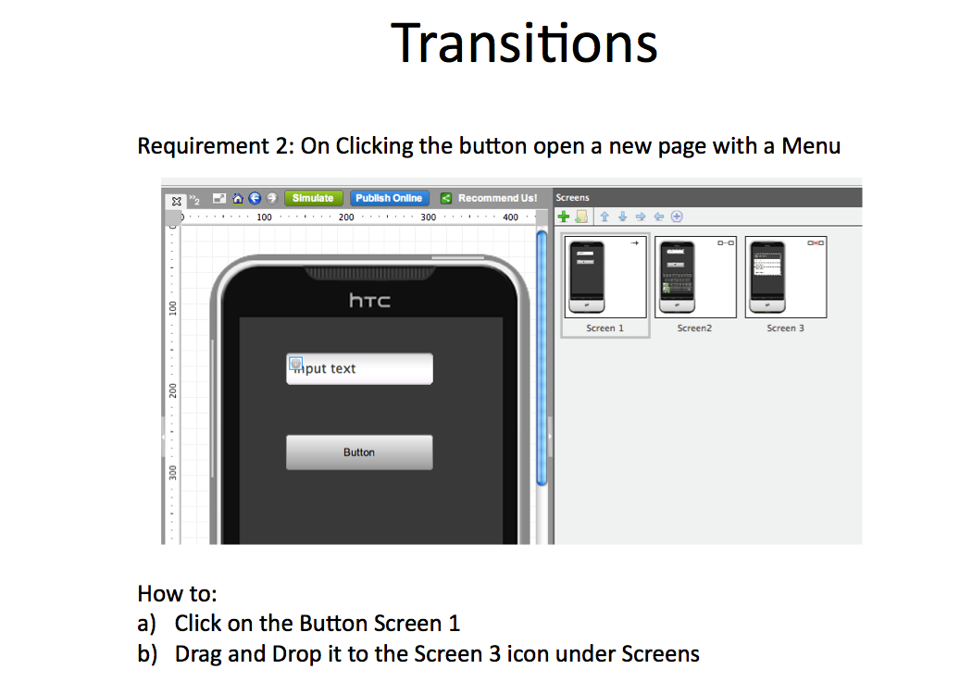 Transitions
Requirement 2: On Clicking the button open a new page with a Menu
2 Simulate Publish Online Recommend Us! Screens
100 200 300 400
0
100
200
300
hTC
Input text
Button
Screen 1 Screen2 Screen 3
How to:
a) Click on the Button Screen 1
b) Drag and Drop it to the Screen 3 icon under Screens